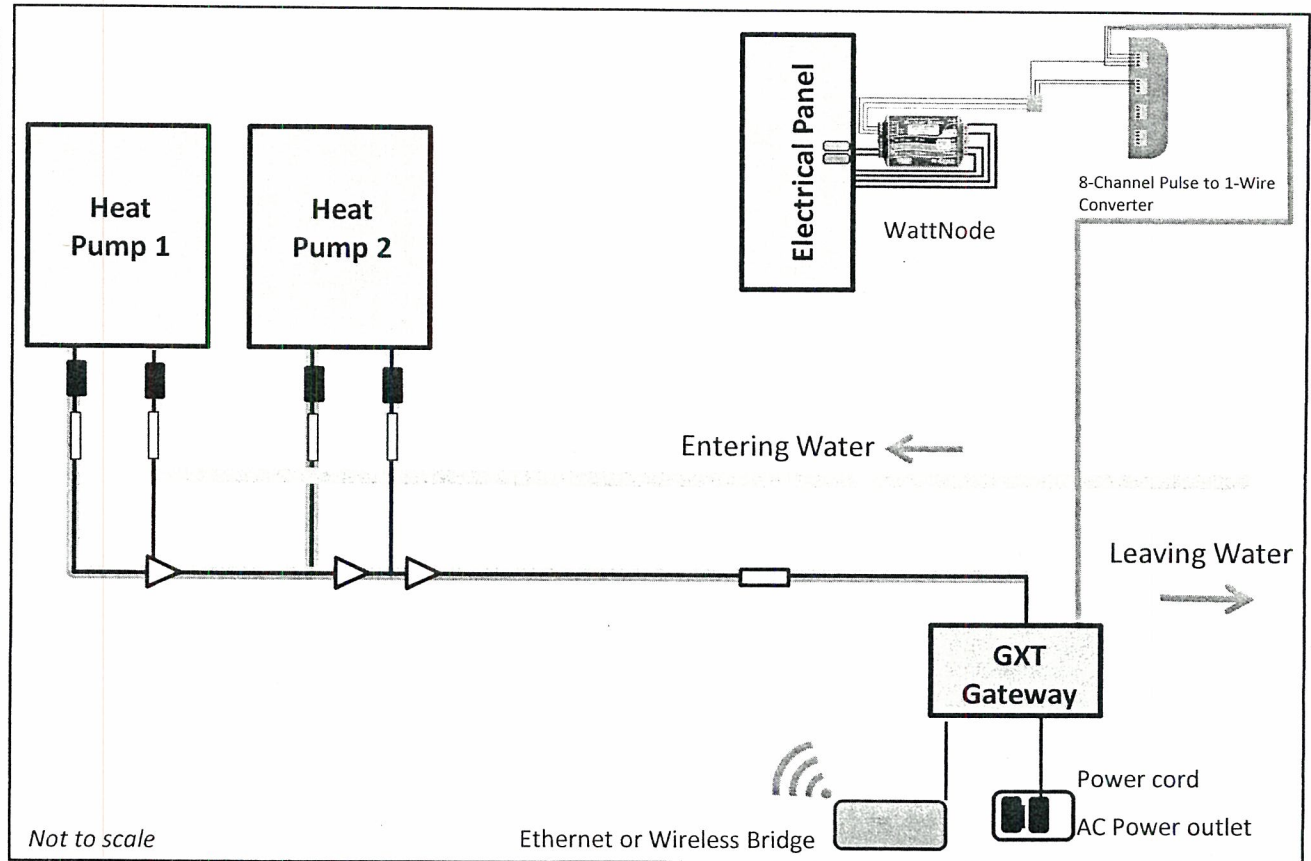 Electrical Panel
8-Channel Pulse to 1-Wire
Converter
WattNode
Heat
Pump 1
Heat
Pump 2
Entering Water
Leaving Water
GXT
Gateway
Power cord
AC Power outlet
Ethernet or Wireless Bridge
Not to scale